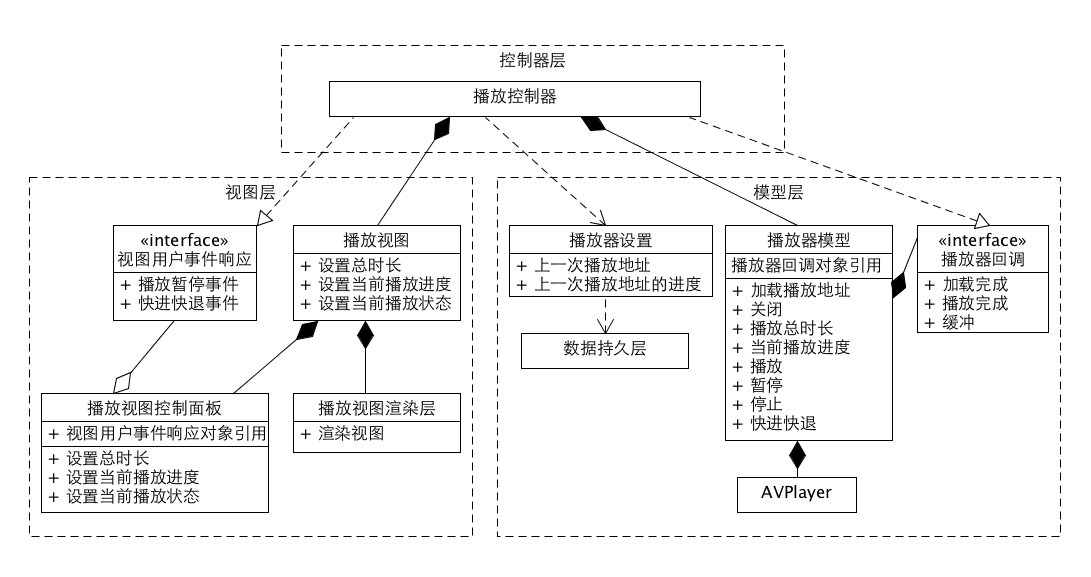 控制器层
播放控制器
视图层
«interface»
视图用户事件响应
+ 播放暂停事件
+ 快进快退事件
播放视图
+ 设置总时长
+ 设置当前播放进度
+ 设置当前播放状态
播放视图控制面板
+ 视图用户事件响应对象引用
+ 设置总时长
+ 设置当前播放进度
+ 设置当前播放状态
播放视图渲染层
+ 渲染视图
模型层
播放器设置
+ 上一次播放地址
+ 上一次播放地址的进度
数据持久层
播放器模型
播放器回调对象引用
+ 加载播放地址
+ 关闭
+ 播放总时长
+ 当前播放进度
+ 播放
+ 暂停
+ 停止
+ 快进快退
AVPlayer
«interface»
播放器回调
+ 加载完成
+ 播放完成
+ 缓冲